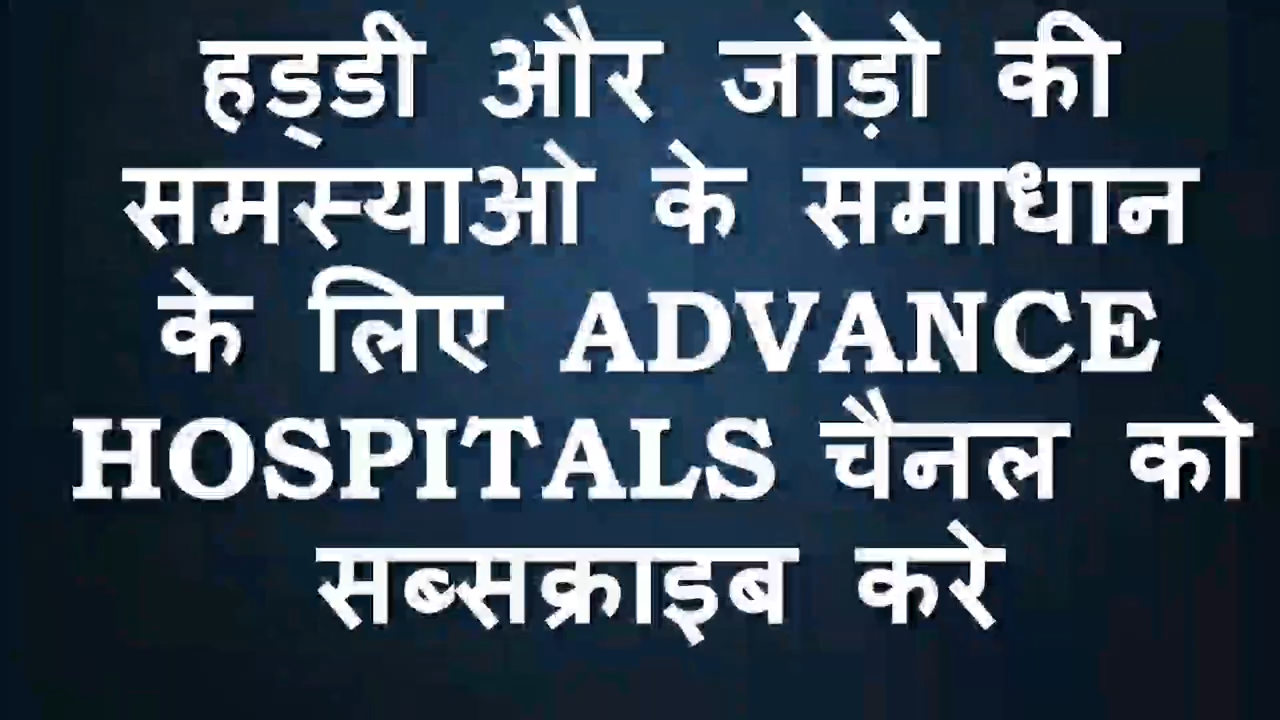 हड्डी और जोड़ो की
समस्याओ के समाधान
के लिए ADVANCE
HOSPITALS चैनल को
सब्सक्राइब करे